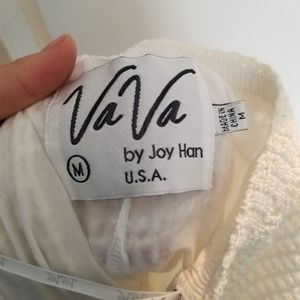 VaVa
by Joy Han
M
U.S.A.
MADE IN
CHINA
M